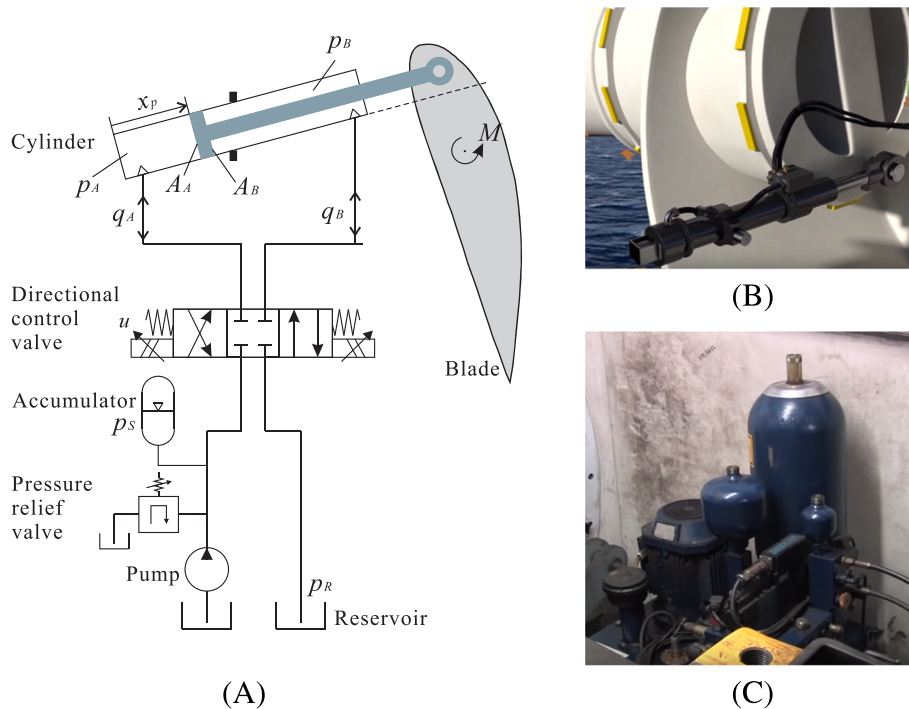 p_B
x_p
Cylinder
p_A
A_A
A_B
M
q_A
q_B
Directional
control
valve
u
Blade
Accumulator
p_S
Pressure
relief
valve
Pump
p_R
Reservoir
(A)
(B)
(C)